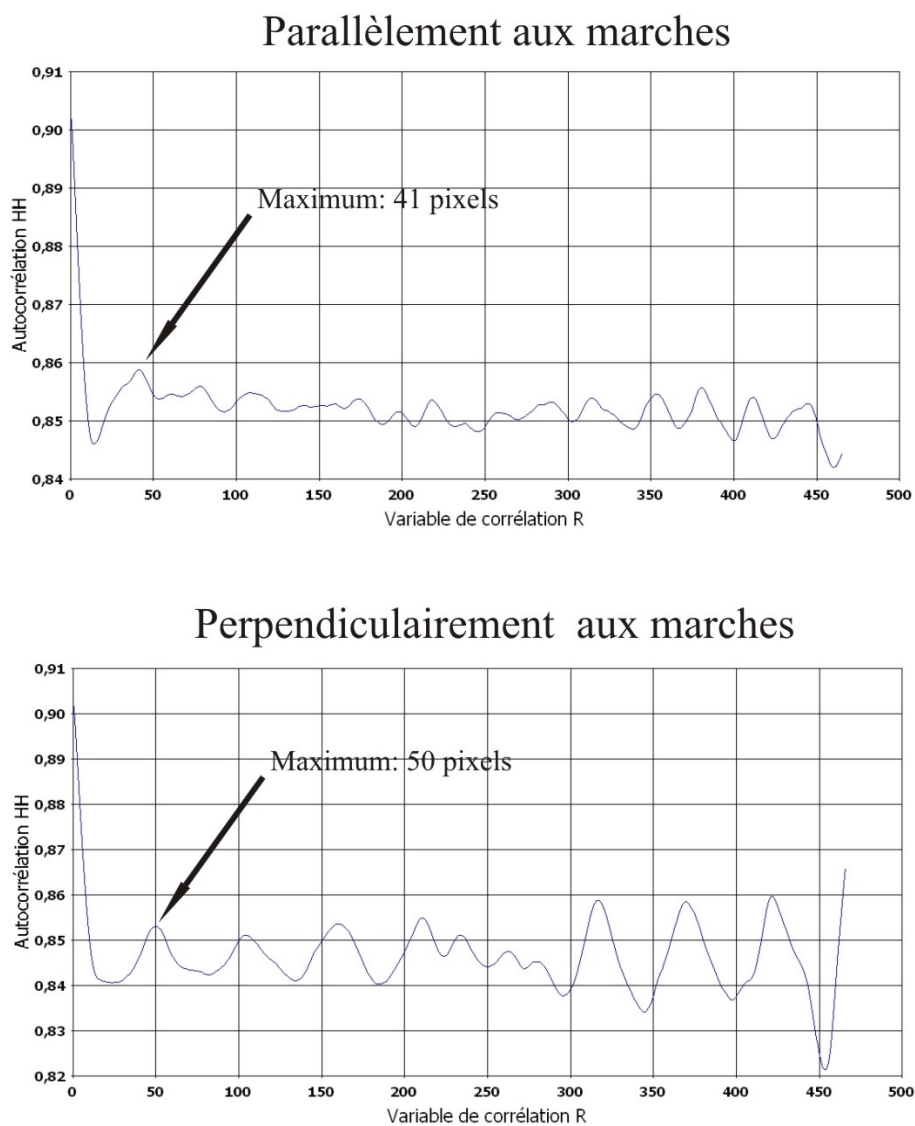 Parallèlement aux marches
0,91
0,90
0,89
0,88
0,87
0,86
0,85
0,84
Autocorrélation HH
Maximum: 41 pixels
0 50 100 150 200 250 300 350 400 450 500
Variable de corrélation R
Perpendiculairement aux marches
0,91
0,90
0,89
0,88
0,87
0,86
0,85
0,84
0,83
0,82
Autocorrélation HH
Maximum: 50 pixels
0 50 100 150 200 250 300 350 400 450 500
Variable de corrélation R